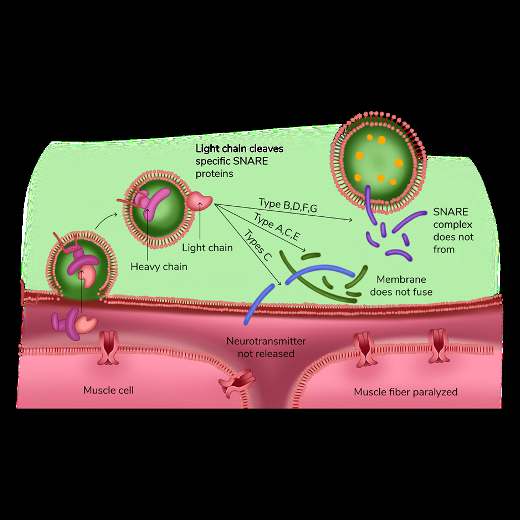 Light chain cleaves
specific SNARE
proteins
Type B,D,F,G
Type A,C,E
Types C
SNARE
complex
does not
from
Light chain
Heavy chain
Membrane
does not fuse
Neurotransmitter
not released
Muscle cell
Muscle fiber paralyzed